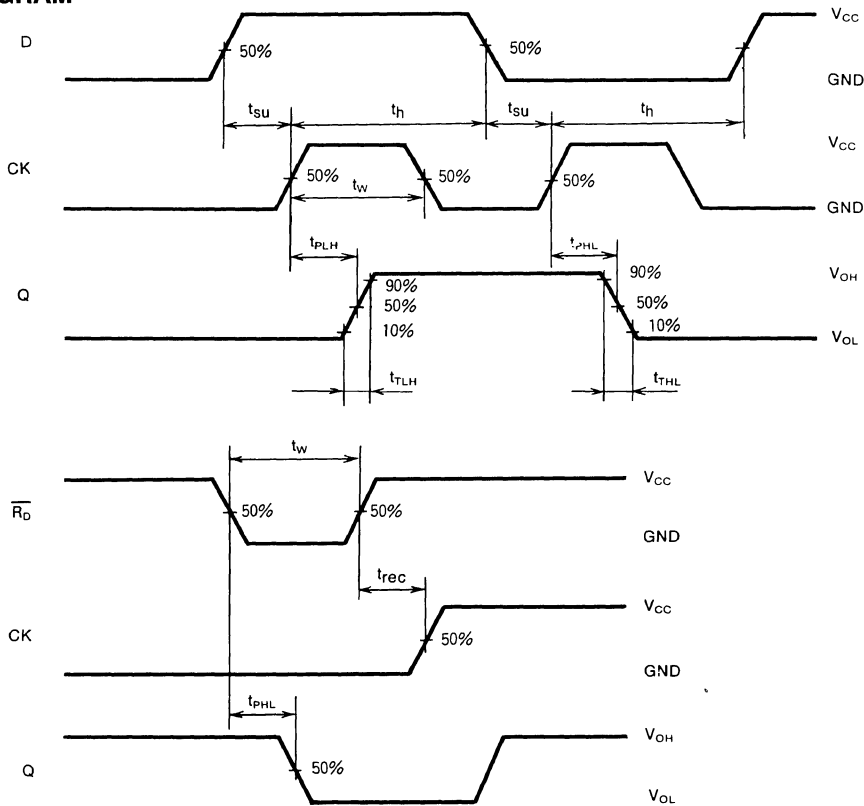 GRAM
D
50%
50%
VCC
GND
tsu
th
tsu
th
CK
50%
tw
50%
50%
VCC
GND
tPLH
tPHL
Q
90%
50%
10%
90%
50%
10%
VOH
VOL
tTLH
tTHL
tw
RD
50%
50%
VCC
GND
trec
CK
50%
VCC
GND
tPHL
Q
50%
VOH
VOL